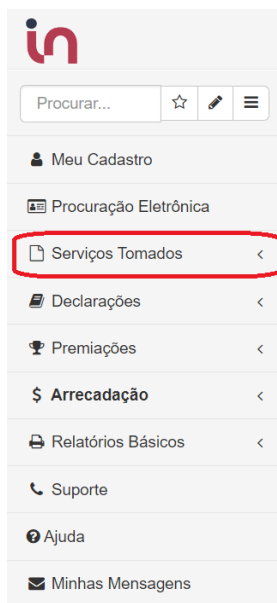 in
Procurar...
Meu Cadastro
Procuração Eletrônica
Serviços Tomados
Declarações
Premiações
$ Arrecadação
Relatórios Básicos
Suporte
Ajuda
Minhas Mensagens